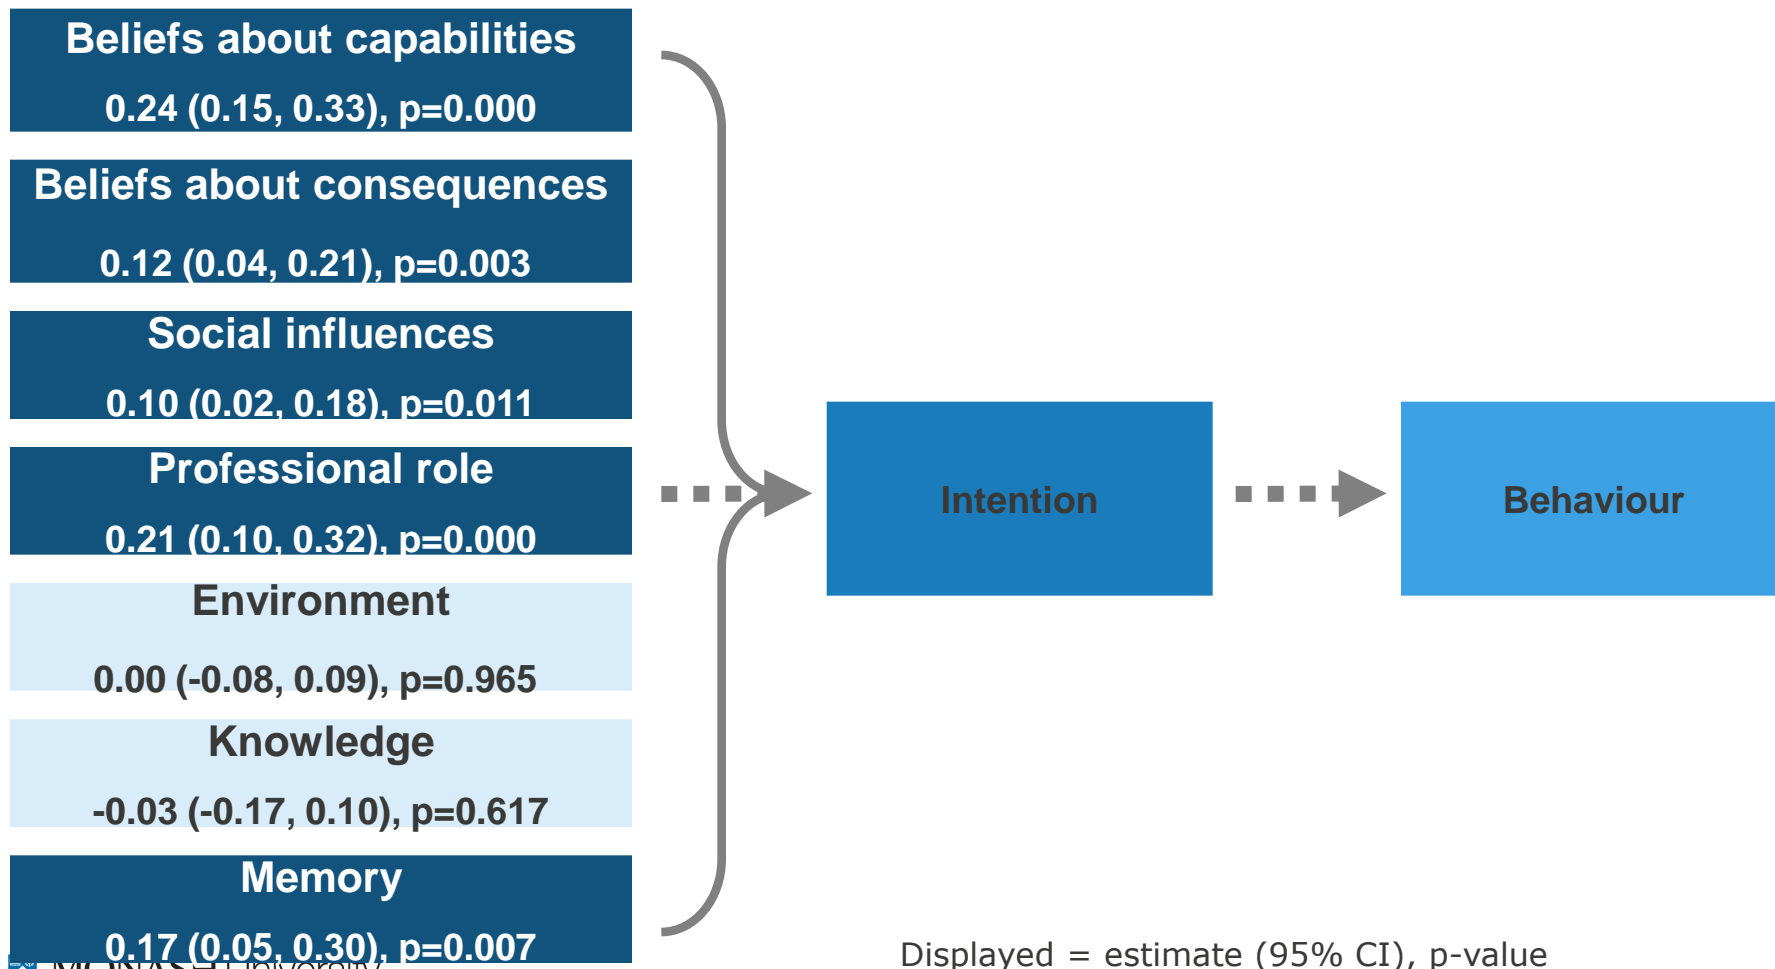 Beliefs about capabilities
0.24 (0.15, 0.33), p=0.000
Beliefs about consequences
0.12 (0.04, 0.21), p=0.003
Social influences
0.10 (0.02, 0.18), p=0.011
Professional role
0.21 (0.10, 0.32), p=0.000
Environment
0.00 (-0.08, 0.09), p=0.965
Knowledge
-0.03 (-0.17, 0.10), p=0.617
Memory
0.17 (0.05, 0.30), p=0.007
Intention
Behaviour
MONASH University
Displayed = estimate (95% CI), p-value